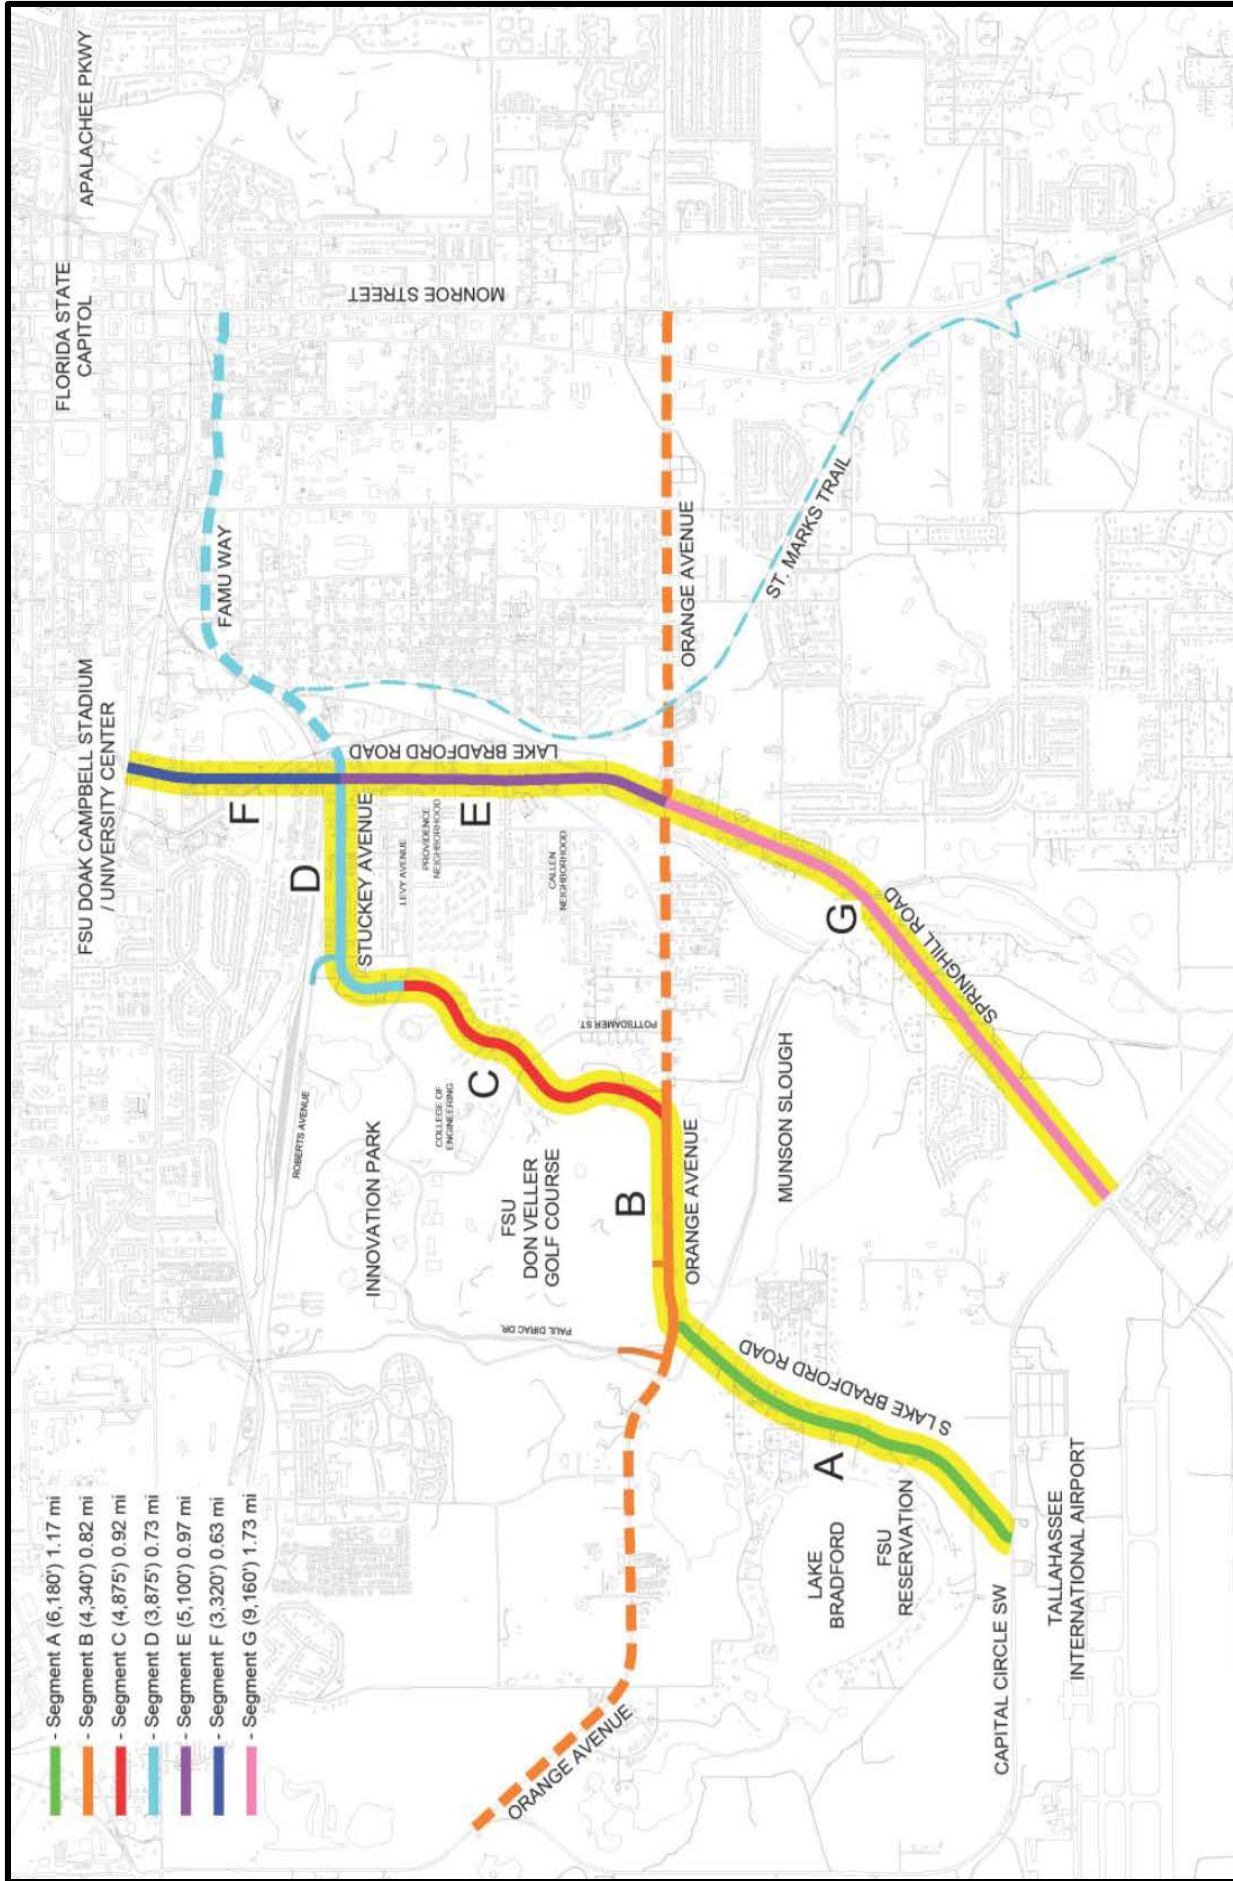 - Segment A (6,180') 1.17 mi
- Segment B (4,340') 0.82 mi
- Segment C (4,875') 0.92 mi
- Segment D (3,875') 0.73 mi
- Segment E (5,100') 0.97 mi
- Segment F (3,320') 0.63 mi
- Segment G (9,160') 1.73 mi
FSU DOAK CAMPBELL STADIUM
/ UNIVERSITY CENTER
FLORIDA STATE
CAPITOL
APALACHEE PKWY
FAMU WAY
MONROE STREET
F
D
STUCKEY AVENUE
LAKE BRADFORD ROAD
ROBERTS AVENUE
LEVY AVENUE
PROVIDENCE
NEIGHBORHOOD
E
INNOVATION PARK
COLLEGE OF
ENGINEERING
C
CALLEN
NEIGHBORHOOD
FSU
DON VELLER
GOLF COURSE
PAUL DIRAC DR.
POTTSDAMER ST.
B
ORANGE AVENUE
ORANGE AVENUE
ORANGE AVENUE
ST. MARKS TRAIL
MUNSON SLOUGH
G
SPRINGHILL ROAD
S LAKE BRADFORD ROAD
A
LAKE
BRADFORD
FSU
RESERVATION
CAPITAL CIRCLE SW
TALLAHASSEE
INTERNATIONAL AIRPORT